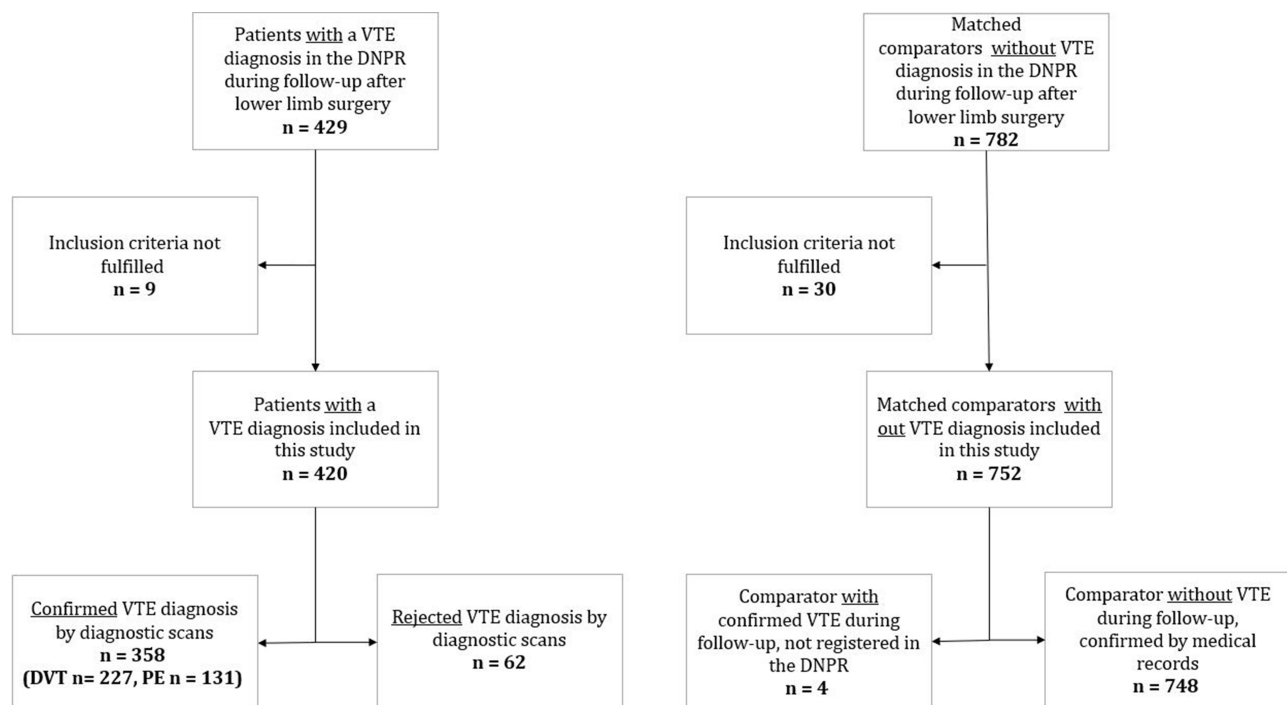 Patients with a VTE
diagnosis in the DNPR
during follow-up after
lower limb surgery
n = 429
Matched
comparators without VTE
diagnosis in the DNPR
during follow-up after
lower limb surgery
n = 782
Inclusion criteria not
fulfilled
n = 9
Inclusion criteria not
fulfilled
n = 30
Patients with a
VTE diagnosis included in
this study
n = 420
Matched comparators with
out VTE diagnosis included
in this study
n = 752
Confirmed VTE diagnosis
by diagnostic scans
n = 358
(DVT n= 227, PE n = 131)
Rejected VTE diagnosis by
diagnostic scans
n = 62
Comparator with
confirmed VTE during
follow-up, not registered in
the DNPR
n = 4
Comparator without VTE
during follow-up,
confirmed by medical
records
n = 748